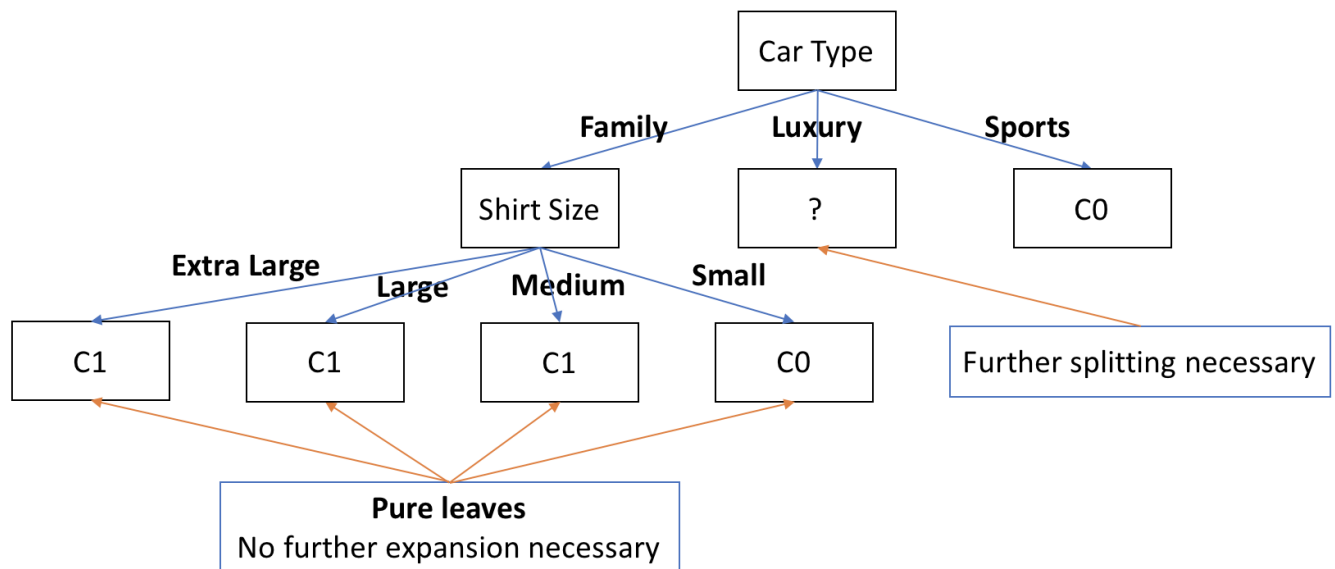 Car Type
Family
Luxury
Sports
Shirt Size
?
C0
Extra Large
Large
Medium
Small
C1
C1
C1
C0
Further splitting necessary
Pure leaves
No further expansion necessary